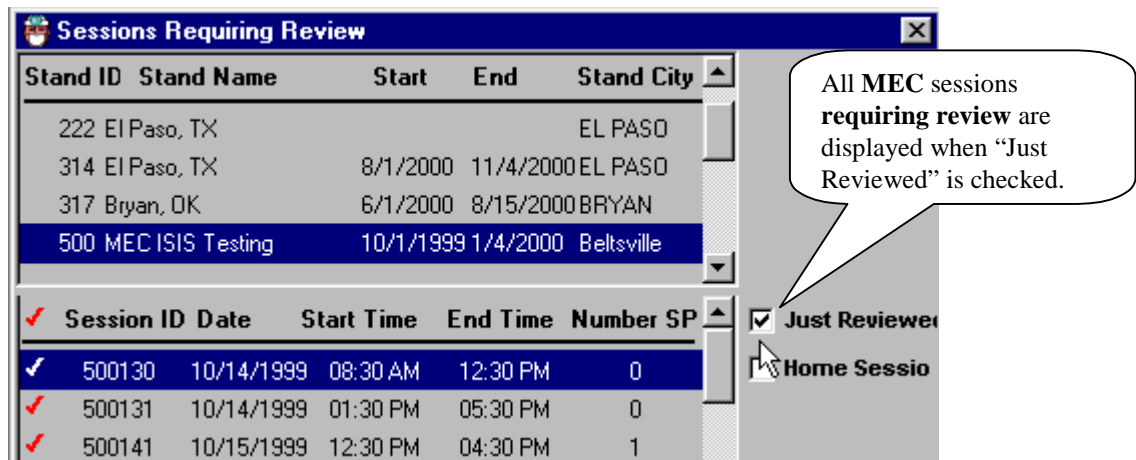 Sessions Requiring Review
Stand ID Stand Name Start End Stand City
222 El Paso, TX EL PASO
314 El Paso, TX 8/1/2000 11/4/2000 EL PASO
317 Bryan, OK 6/1/2000 8/15/2000 BRYAN
500 MEC ISIS Testing 10/1/1999 1/4/2000 Beltsville
All MEC sessions
requiring review are
displayed when “Just
Reviewed” is checked.
Session ID Date Start Time End Time Number SP
500130 10/14/1999 08:30 AM 12:30 PM 0
500131 10/14/1999 01:30 PM 05:30 PM 0
500141 10/15/1999 12:30 PM 04:30 PM 1
Just Reviewe
Home Sessio